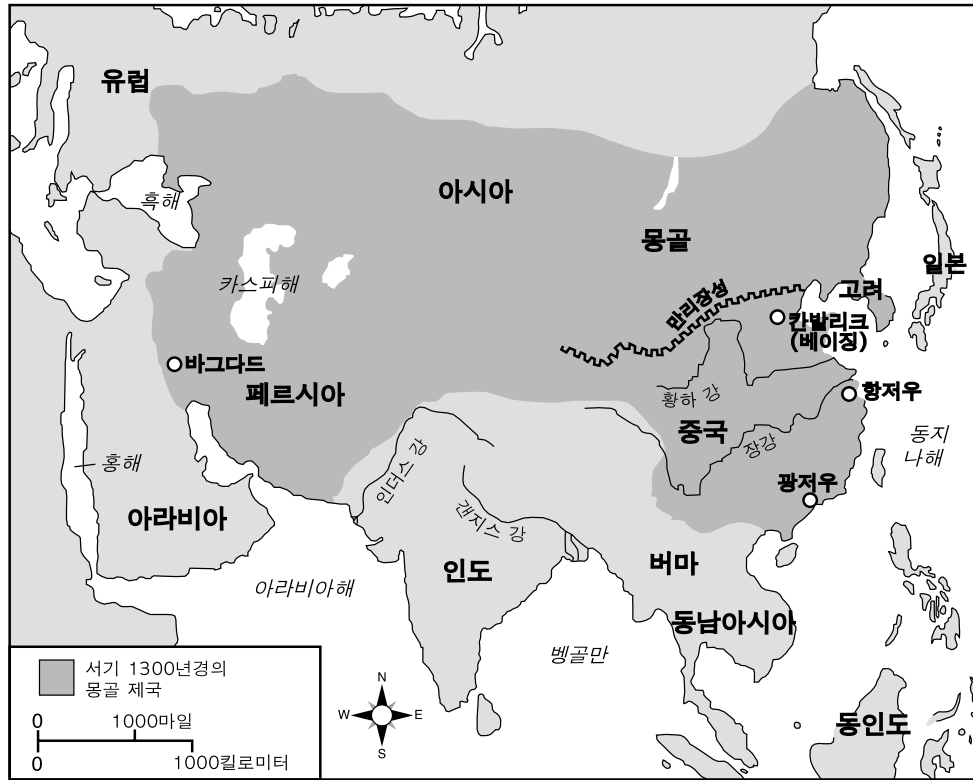 유럽
흑해
아시아
몽골
일본
카스피해
만리장성
고려
칸발리크
(베이징)
바그다드
페르시아
황하 강
항저우
중국
동지
나해
장강
홍해
인더스 강
광저우
갠지스 강
아라비아
인도
버마
아라비아해
동남아시아
벵골만
서기 1300년경의
몽골 제국
0 1000마일
0 1000킬로미터
N
W E
S
동인도